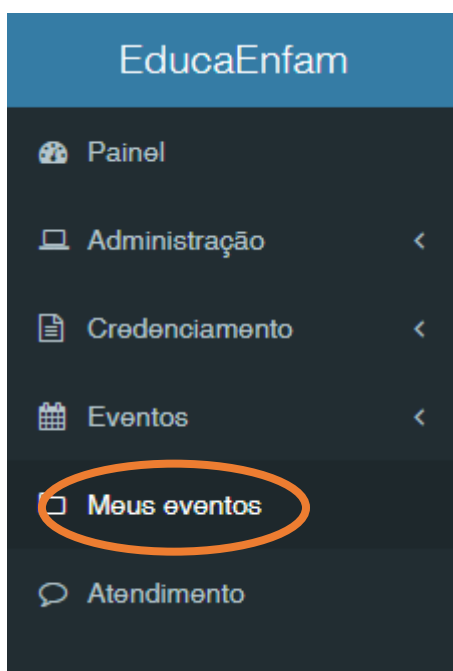 EducaEnfam
Painel
Administração
Credenciamento
Eventos
Meus eventos
Atendimento